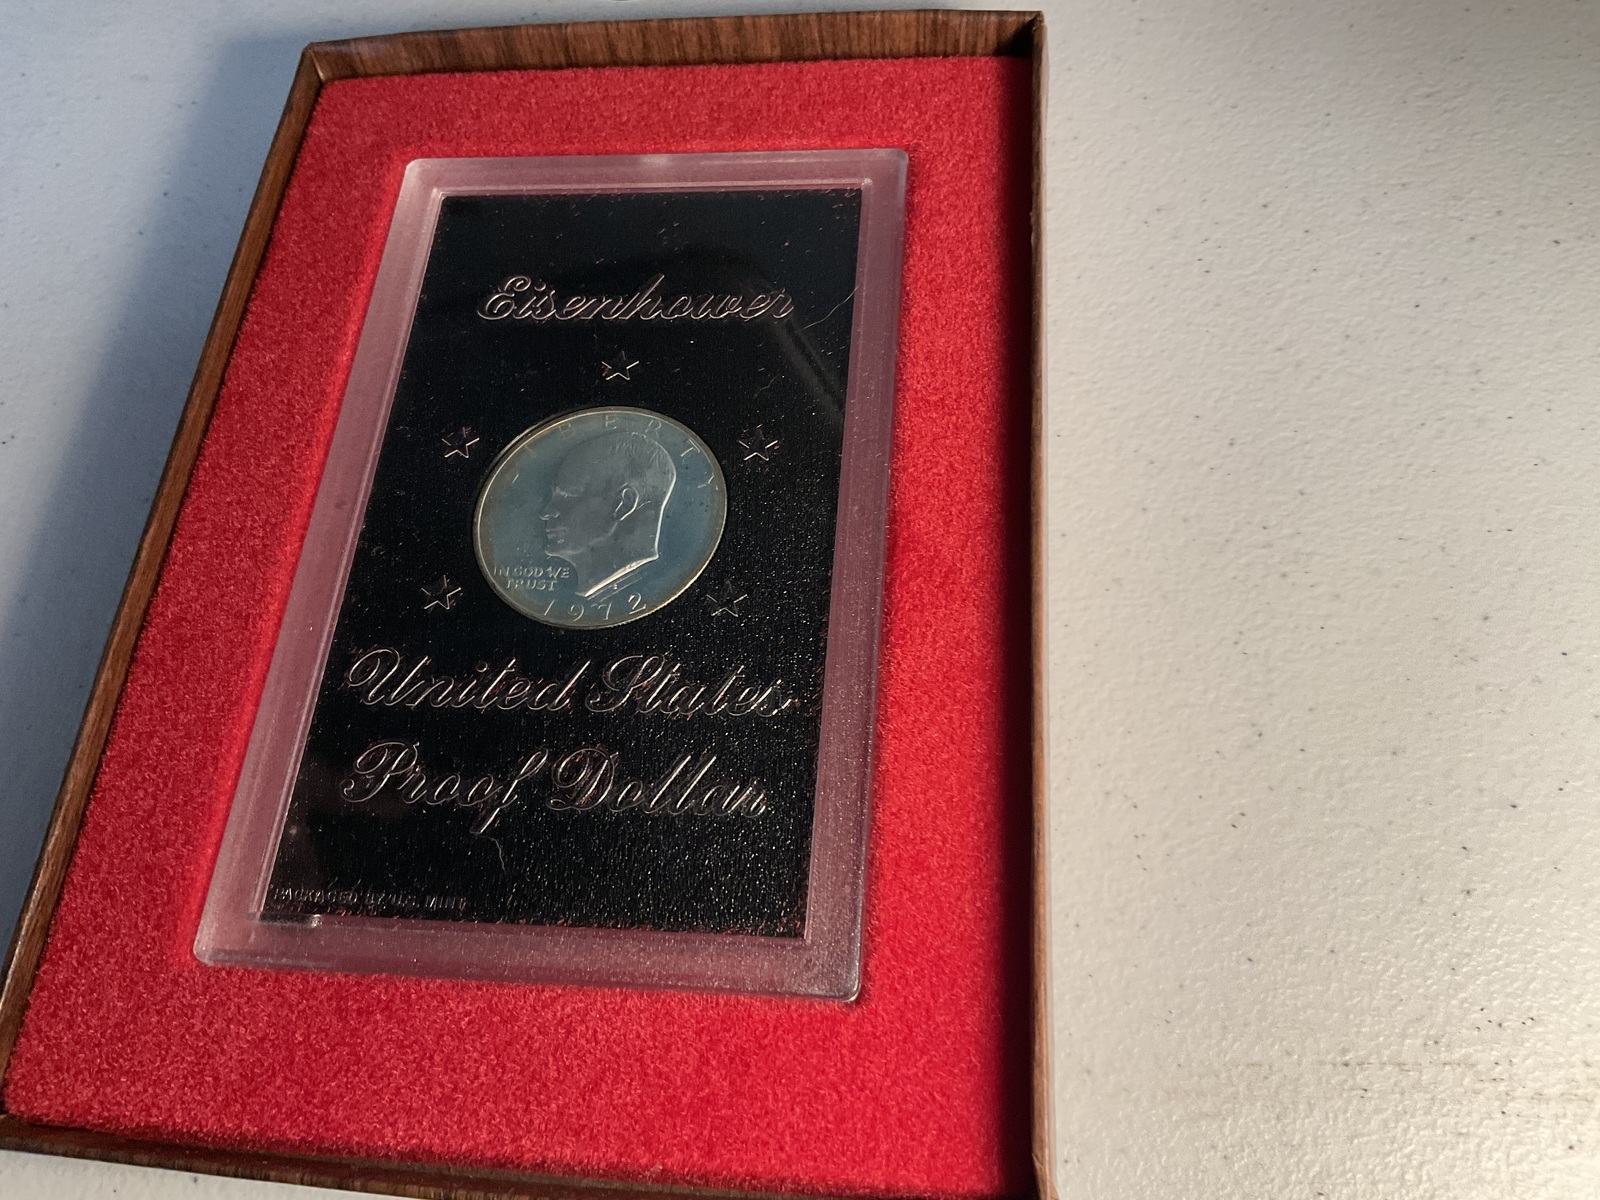 Eisenhower
LIBERTY
IN GOD WE
TRUST
1972
United States
Proof Dollar
PACKAGED BY U.S. MINT